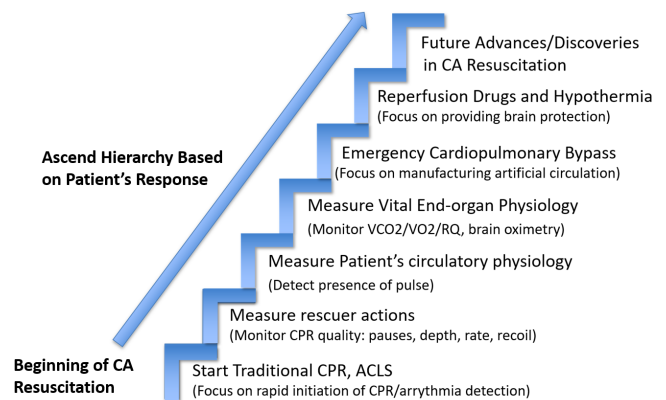 Future Advances/Discoveries
in CA Resuscitation
Reperfusion Drugs and Hypothermia
(Focus on providing brain protection)
Ascend Hierarchy Based
on Patient's Response
Emergency Cardiopulmonary Bypass
(Focus on manufacturing artificial circulation)
Measure Vital End-organ Physiology
(Monitor VCO2/VO2/RQ, brain oximetry)
Measure Patient's circulatory physiology
(Detect presence of pulse)
Measure rescuer actions
(Monitor CPR quality: pauses, depth, rate, recoil)
Beginning of CA
Resuscitation
Start Traditional CPR, ACLS
(Focus on rapid initiation of CPR/arrythmia detection)